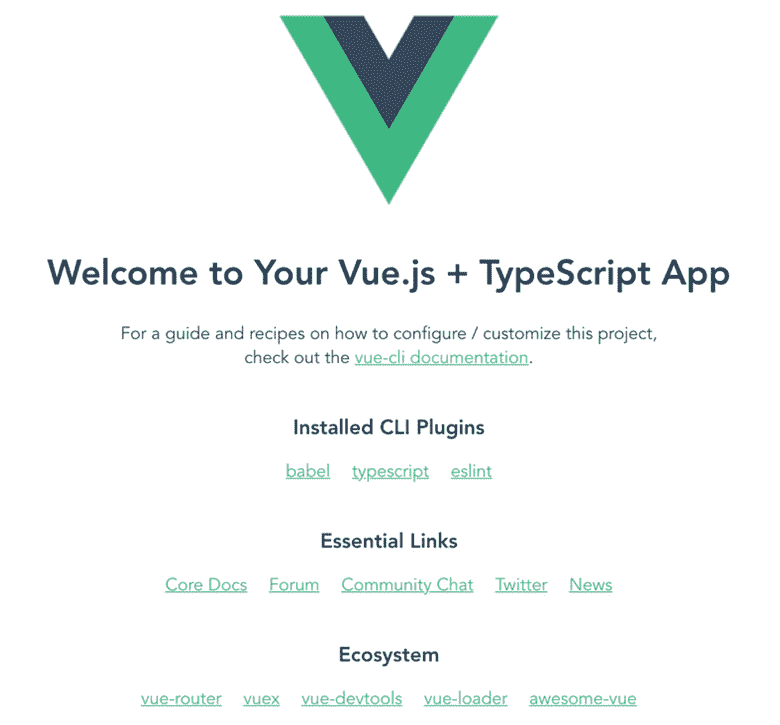 Welcome to Your Vue.js + TypeScript App
For a guide and recipes on how to configure / customize this project,
check out the vue-cli documentation.
Installed CLI Plugins
babel typescript eslint
Essential Links
Core Docs Forum Community Chat Twitter News
Ecosystem
vue-router vuex vue-devtools vue-loader awesome-vue